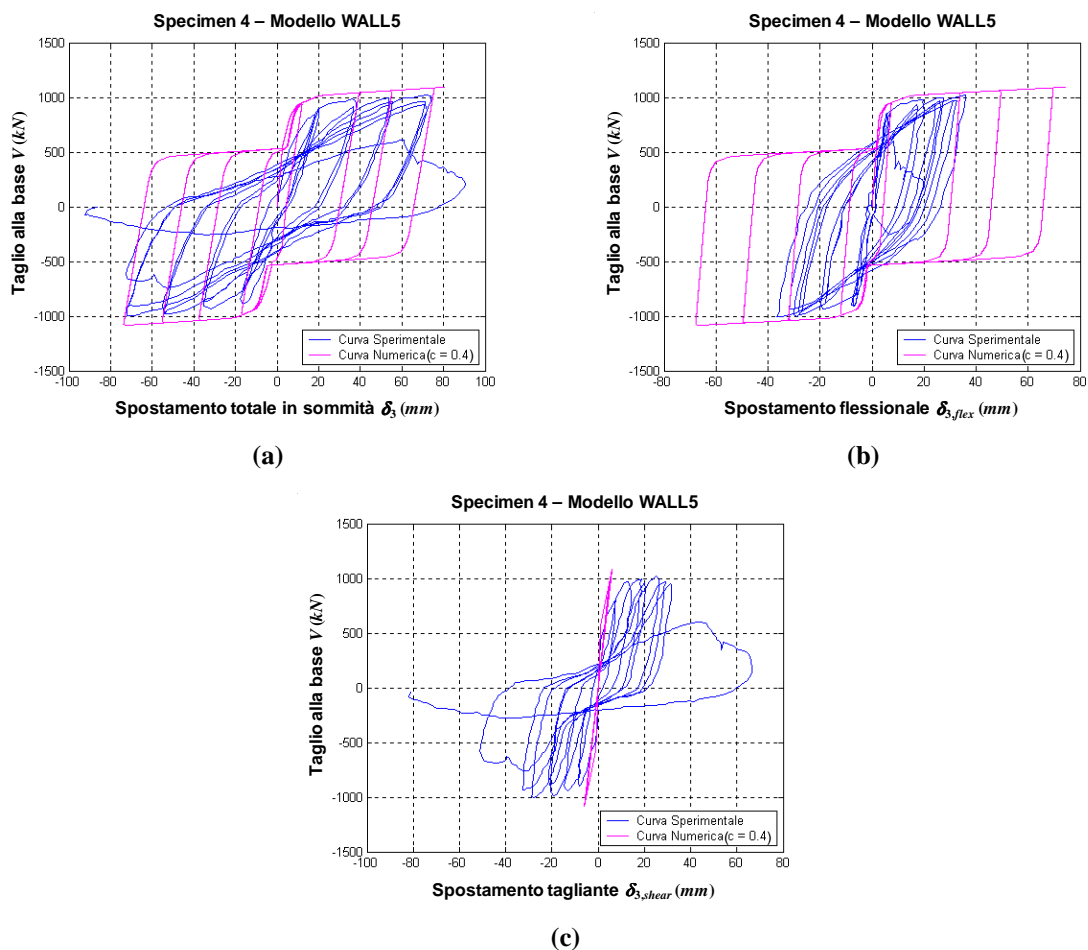 Specimen 4 – Modello WALL5
1500
1000
500
0
-500
-1000
-1500
-100 -80 -60 -40 -20 0 20 40 60 80 100
Taglio alla base V (kN)
Curva Sperimentale
Curva Numerica(c = 0.4)
Spostamento totale in sommità δ3 (mm)
(a)
Specimen 4 – Modello WALL5
1500
1000
500
0
-500
-1000
-1500
-80 -60 -40 -20 0 20 40 60 80
Taglio alla base V (kN)
Curva Sperimentale
Curva Numerica(c = 0.4)
Spostamento flessionale δ3,flex (mm)
(b)
Specimen 4 – Modello WALL5
1500
1000
500
0
-500
-1000
-1500
-100 -80 -60 -40 -20 0 20 40 60 80
Taglio alla base V (kN)
Curva Sperimentale
Curva Numerica(c = 0.4)
Spostamento tagliante δ3,shear (mm)
(c)